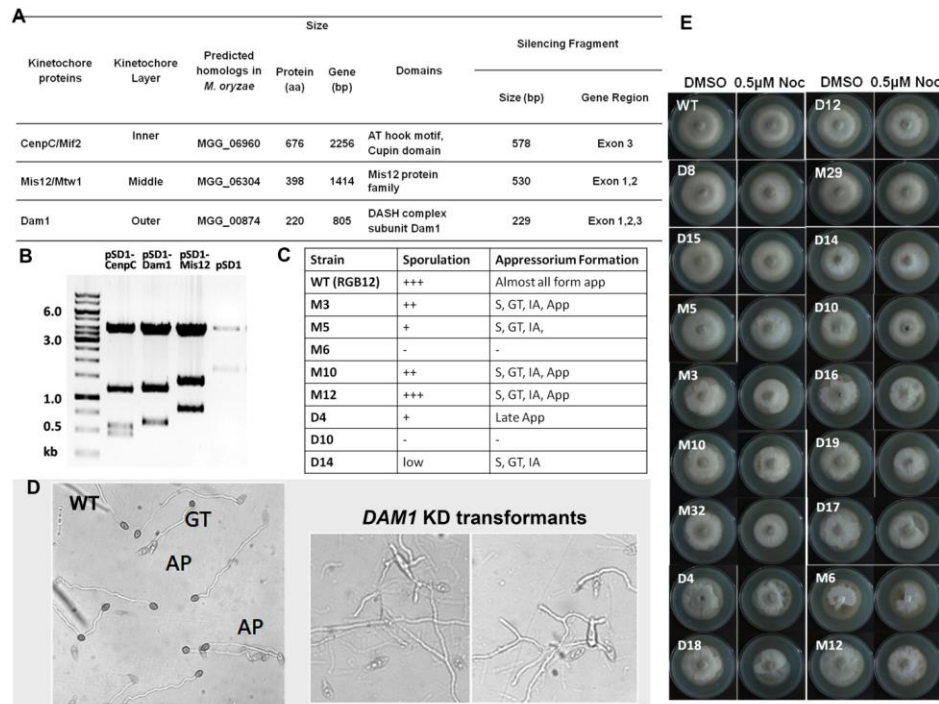 A
Kinetochore proteins Kinetochore Layer Predicted homologs in M. oryzae Size Protein (aa) Gene (bp) Domains Silencing Fragment Size (bp) Gene Region
CenpC/Mif2 Inner MGG_06960 676 2256 AT hook motif, Cupin domain 578 Exon 3
Mis12/Mtw1 Middle MGG_06304 398 1414 Mis12 protein family 530 Exon 1,2
Dam1 Outer MGG_00874 220 805 DASH complex subunit Dam1 229 Exon 1,2,3
B
pSD1-CenpC pSD1-Dam1 pSD1-Mis12 pSD1
6.0
3.0
1.0
0.5
kb
C
Strain Sporulation Appressorium Formation
WT (RGB12) +++ Almost all form app
M3 ++ S, GT, IA, App
M5 + S, GT, IA,
M6 - -
M10 ++ S, GT, IA, App
M12 +++ S, GT, IA, App
D4 + Late App
D10 - -
D14 low S, GT, IA
D
WT
GT
AP
AP
DAM1 KD transformants
E
DMSO 0.5µM Noc DMSO 0.5µM Noc
WT D12
D8 M29
D15 D14
M5 D10
M3 D16
M10 D19
M32 D17
D4 M6
D18 M12